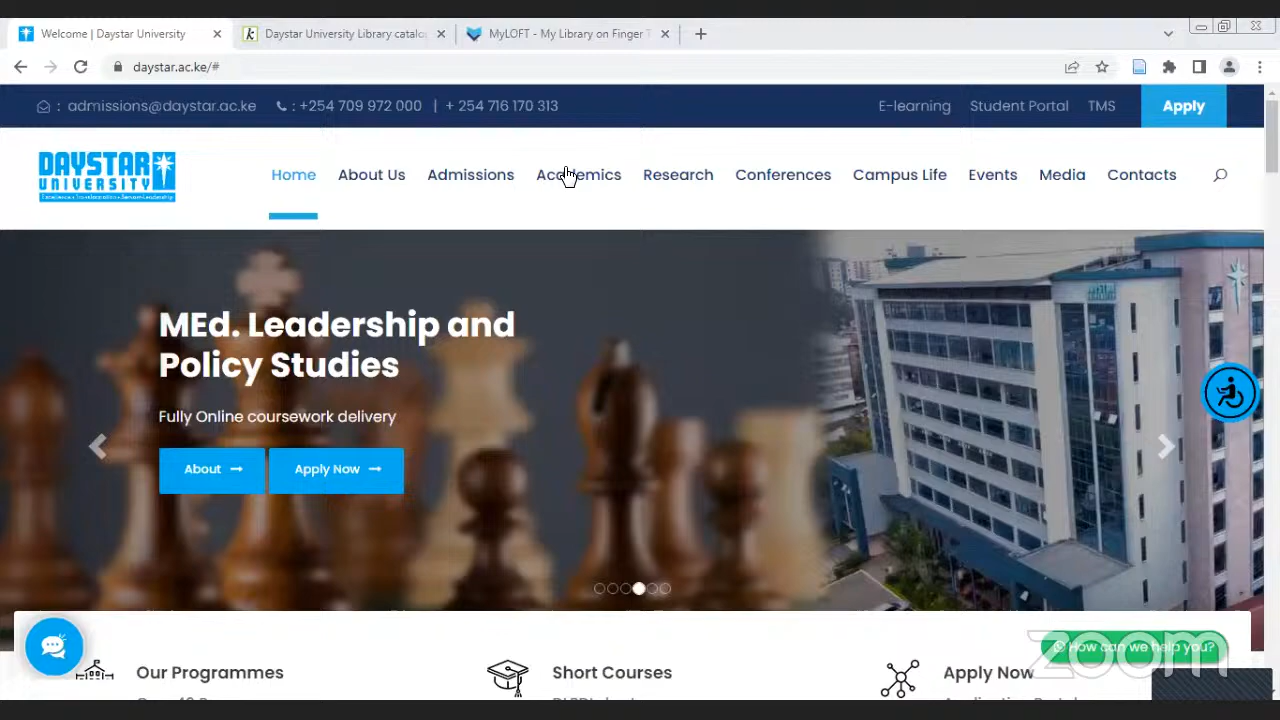 Welcome | Daystar University
Daystar University Library catalo
MyLOFT - My Library on Finger T
daystar.ac.ke/#
: admissions@daystar.ac.ke : +254 709 972 000 | + 254 716 170 313
E-learning Student Portal TMS Apply
DAYSTAR
UNIVERSITY
Home About Us Admissions Academics Research Conferences Campus Life Events Media Contacts
MEd. Leadership and
Policy Studies
Fully Online coursework delivery
About → Apply Now →
How can we help you?
zoom
Our Programmes
Short Courses
Apply Now